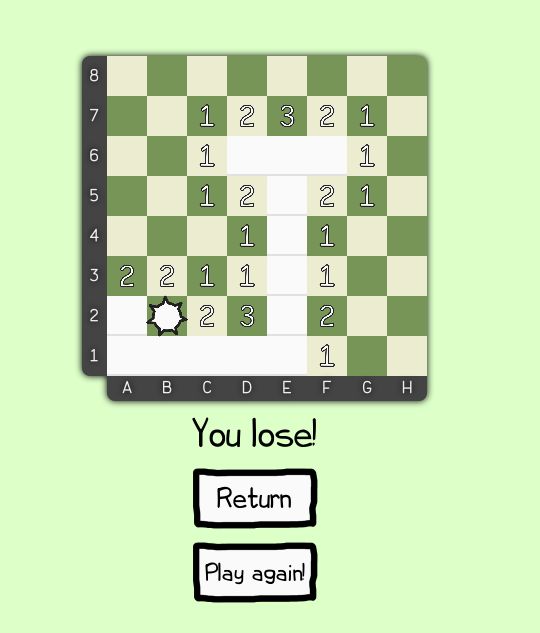 8
7 1 2 3 2 1
6 1 1
5 1 2 2 1
4 1 1
3 2 2 1 1 1
2 2 3 2
1 1
A B C D E F G H
You lose!
Return
Play again!